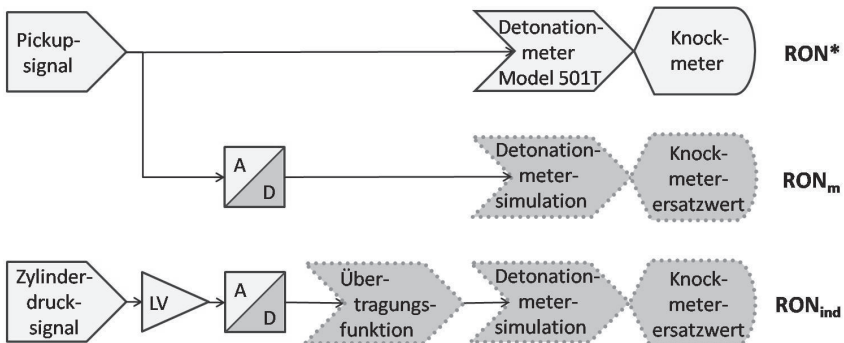 Pickup-
signal
Detonation-
meter
Model 501T
Knock-
meter
RON*
A
D
Detonation-
meter-
simulation
Knock-
meter-
ersatzwert
RONm
Zylinder-
druck-
signal
LV
A
D
Über-
tragungs-
funktion
Detonation-
meter-
simulation
Knock-
meter-
ersatzwert
RONind